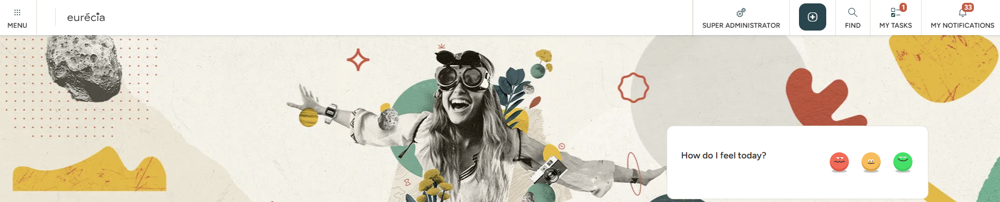 MENU
eurécia
SUPER ADMINISTRATOR
FIND
1
MY TASKS
33
MY NOTIFICATIONS
How do I feel today?